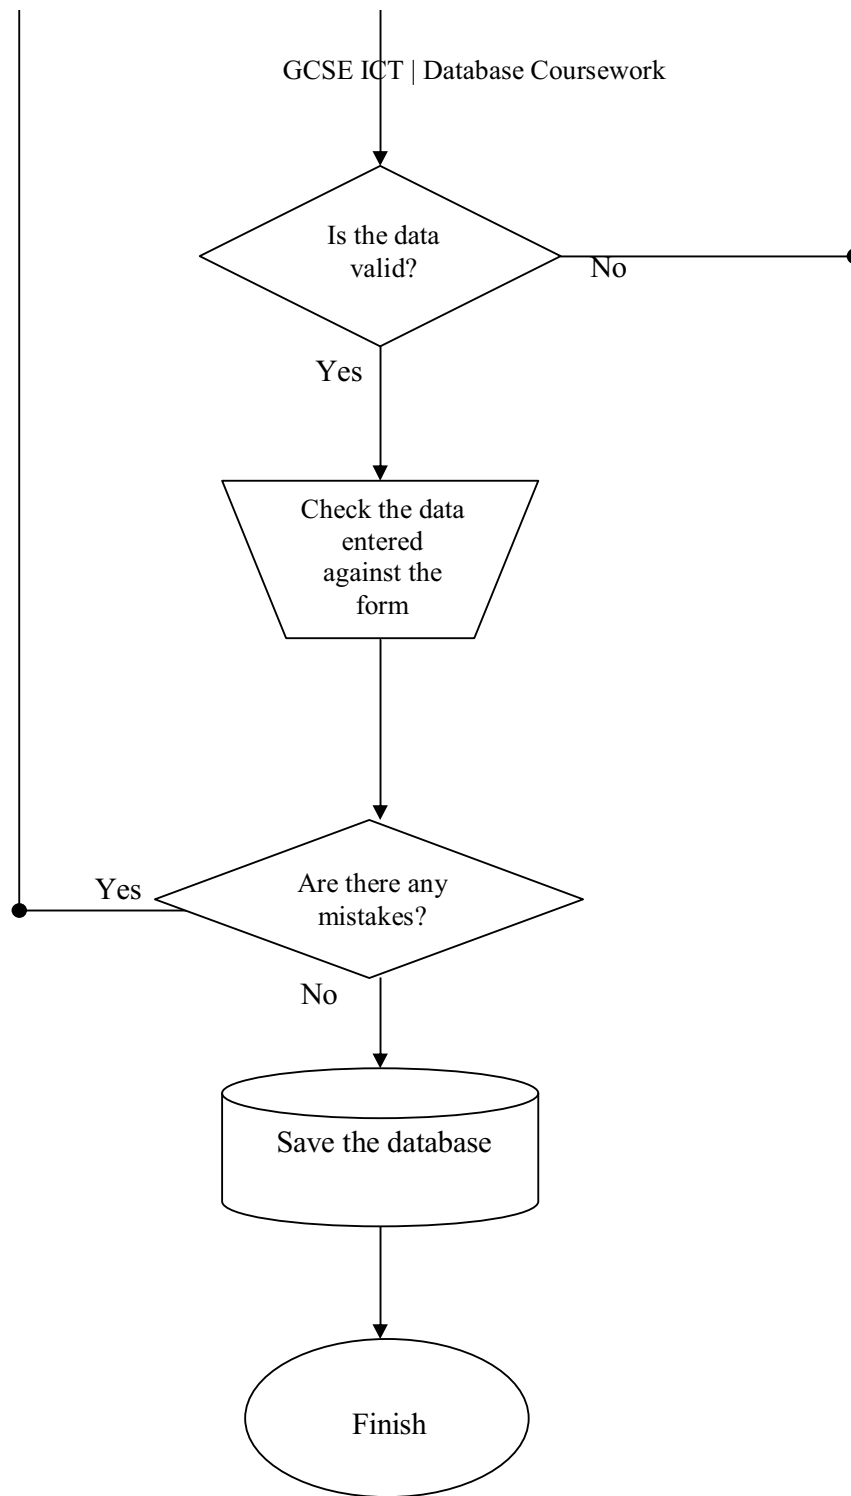 GCSE ICT | Database Coursework
Is the data
valid?
No
Yes
Check the data
entered
against the
form
Yes
Are there any
mistakes?
No
Save the database
Finish